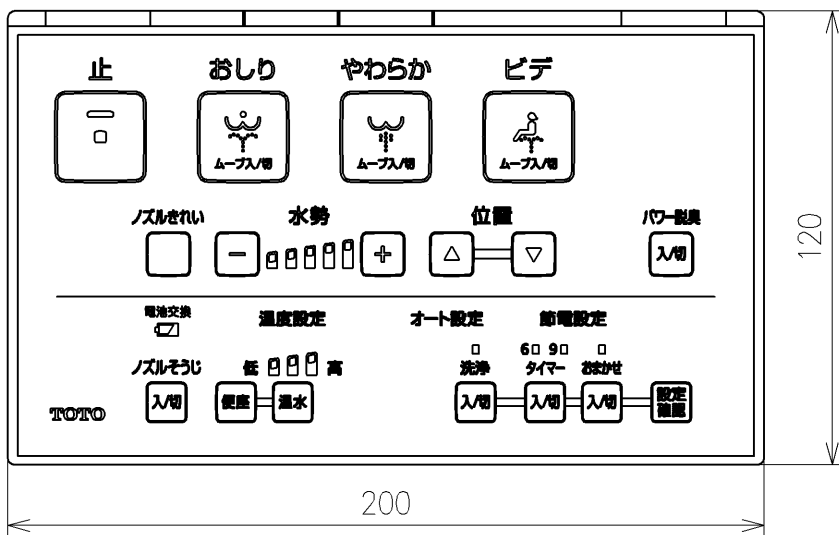 止 おしり やわらか ビデ
ムーブ入/切 ムーブ入/切 ムーブ入/切
ノズルきれい 水勢 位置 パワー脱臭
− + △ ▽ 入/切
電池交換 温度設定 オート設定 節電設定
6 9
ノズルそうじ 低 高 洗浄 タイマー おまかせ
入/切 便座 温水 入/切 入/切 入/切 設定
確認
TOTO
120
200